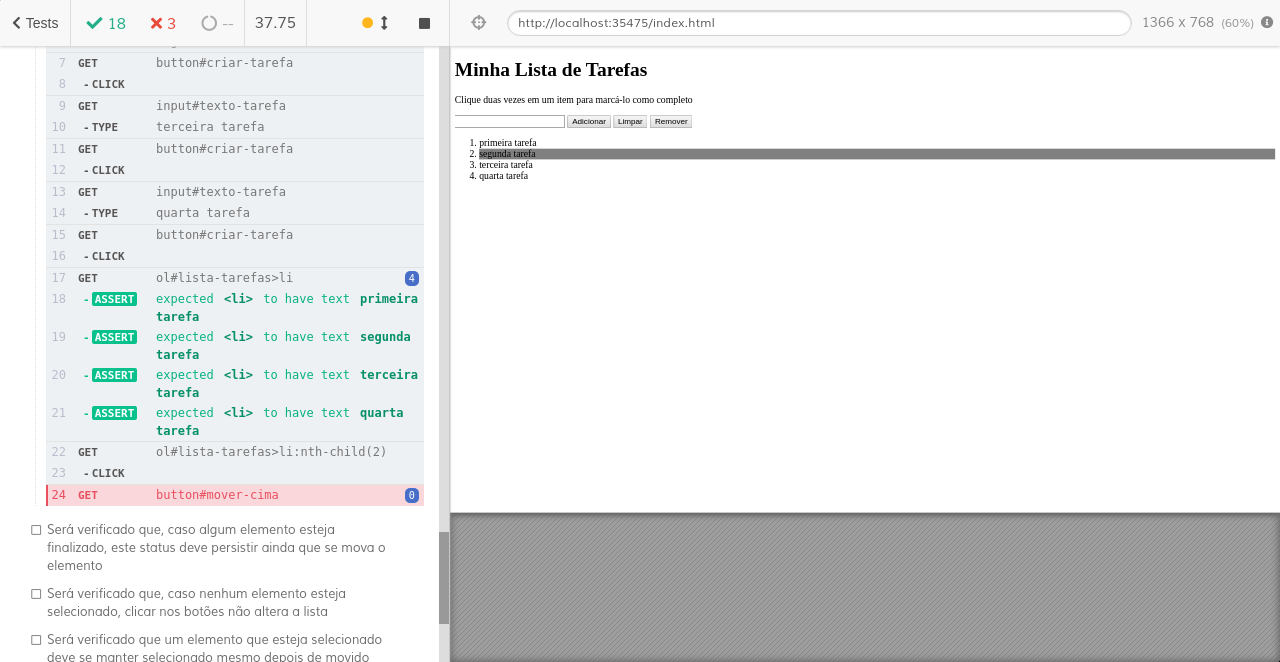 Tests 18 3 -- 37.75
http://localhost:35475/index.html 1366 x 768 (60%)
7 GET button#criar-tarefa
8 - CLICK
9 GET input#texto-tarefa
10 - TYPE terceira tarefa
11 GET button#criar-tarefa
12 - CLICK
13 GET input#texto-tarefa
14 - TYPE quarta tarefa
15 GET button#criar-tarefa
16 - CLICK
17 GET ol#lista-tarefas>li 4
18 - ASSERT expected <li> to have text primeira
tarefa
19 - ASSERT expected <li> to have text segunda
tarefa
20 - ASSERT expected <li> to have text terceira
tarefa
21 - ASSERT expected <li> to have text quarta
tarefa
22 GET ol#lista-tarefas>li:nth-child(2)
23 - CLICK
24 GET button#mover-cima 0
Será verificado que, caso algum elemento esteja
finalizado, este status deve persistir ainda que se mova o
elemento
Será verificado que, caso nenhum elemento esteja
selecionado, clicar nos botões não altera a lista
Será verificado que um elemento que esteja selecionado
deve se manter selecionado mesmo depois de movido
Minha Lista de Tarefas
Clique duas vezes em um item para marcá-lo como completo
Adicionar Limpar Remover
1. primeira tarefa
2. segunda tarefa
3. terceira tarefa
4. quarta tarefa